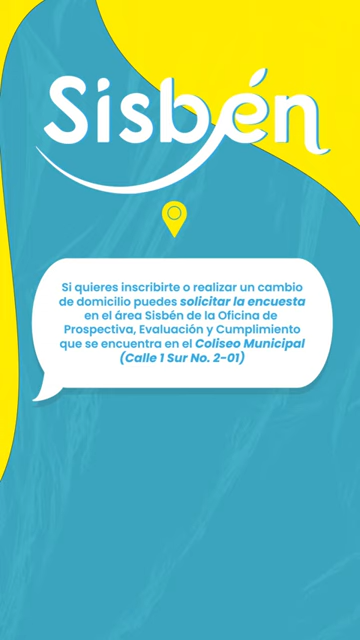 Sisbén
Si quieres inscribirte o realizar un cambio
de domicilio puedes solicitar la encuesta
en el área Sisbén de la Oficina de
Prospectiva, Evaluación y Cumplimiento
que se encuentra en el Coliseo Municipal
(Calle 1 Sur No. 2-01)